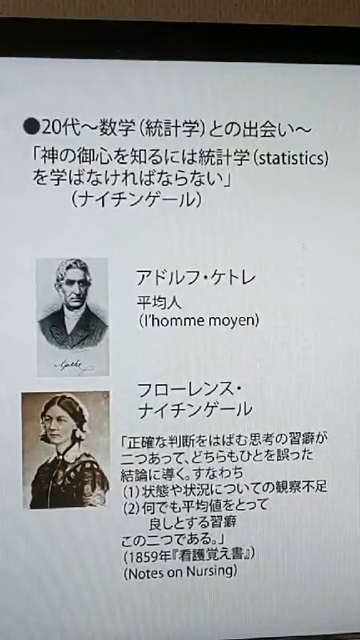 ●20代～数学（統計学）との出会い～
「神の御心を知るには統計学（statistics）
を学ばなければならない」
（ナイチンゲール）
アドルフ・ケトレ
平均人
（l'homme moyen）
フローレンス・
ナイチンゲール
「正確な判断をはばむ思考の習癖が
二つあって、どちらもひとを誤った
結論に導く。すなわち
（1）状態や状況についての観察不足
（2）何でも平均値をとって
良しとする習癖
この二つである。」
（1859年『看護覚え書』）
（Notes on Nursing）